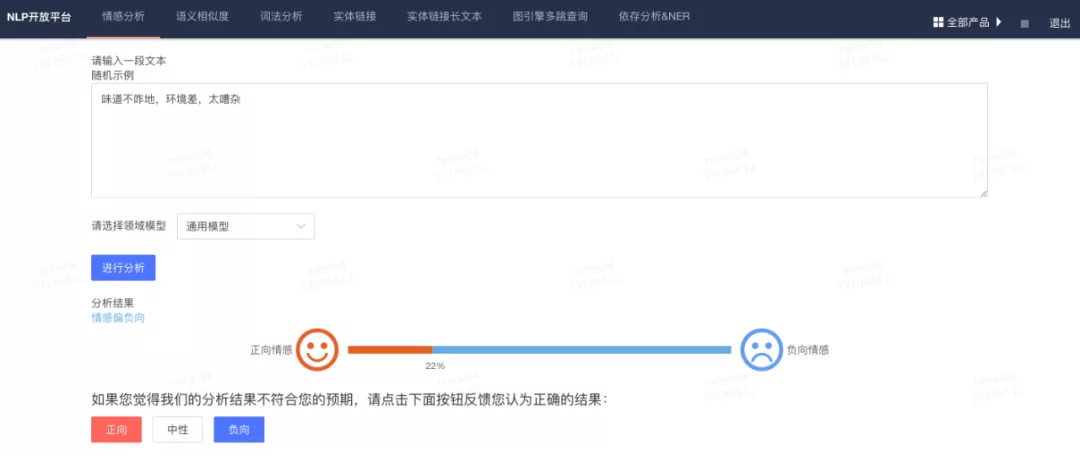 NLP开放平台 情感分析 语义相似度 词法分析 实体链接 实体链接长文本 图引擎多跳查询 依存分析&NER 全部产品 退出
请输入一段文本
随机示例
味道不咋地，环境差，太嘈杂
请选择领域模型 通用模型
进行分析
分析结果
情感偏负向
正向情感 负向情感
22%
如果您觉得我们的分析结果不符合您的预期，请点击下面按钮反馈您认为正确的结果：
正向 中性 负向